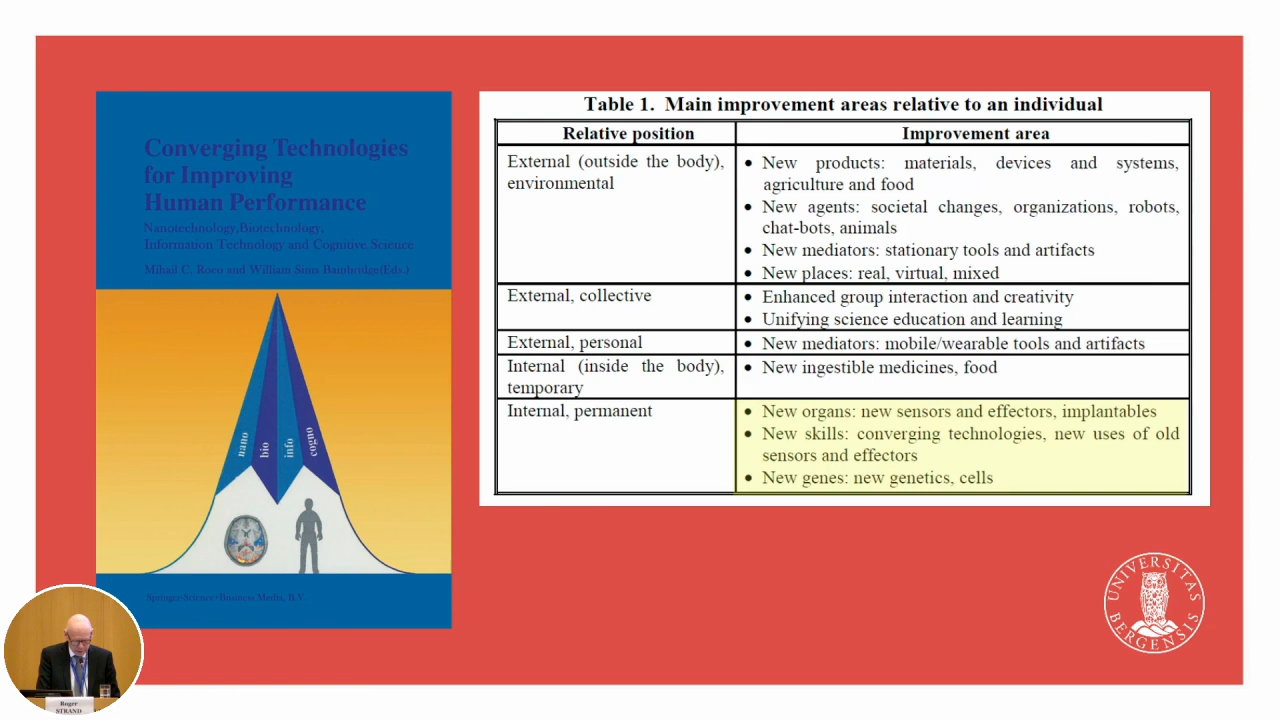 Converging Technologies
for Improving
Human Performance
Nanotechnology,Biotechnology,
Information Technology and Cognitive Science
Mihail C. Roco and William Sims Bainbridge(Eds.)
nano
bio
info
cogno
Springer-Science+Business Media, B.V.
Table 1. Main improvement areas relative to an individual
Relative position
Improvement area
External (outside the body),
environmental
• New products: materials, devices and systems,
agriculture and food
• New agents: societal changes, organizations, robots,
chat-bots, animals
• New mediators: stationary tools and artifacts
• New places: real, virtual, mixed
External, collective
• Enhanced group interaction and creativity
• Unifying science education and learning
External, personal
• New mediators: mobile/wearable tools and artifacts
Internal (inside the body),
temporary
• New ingestible medicines, food
Internal, permanent
• New organs: new sensors and effectors, implantables
• New skills: converging technologies, new uses of old
sensors and effectors
• New genes: new genetics, cells
UNIVERSITAS
BERGENSIS
Roger
STRAND